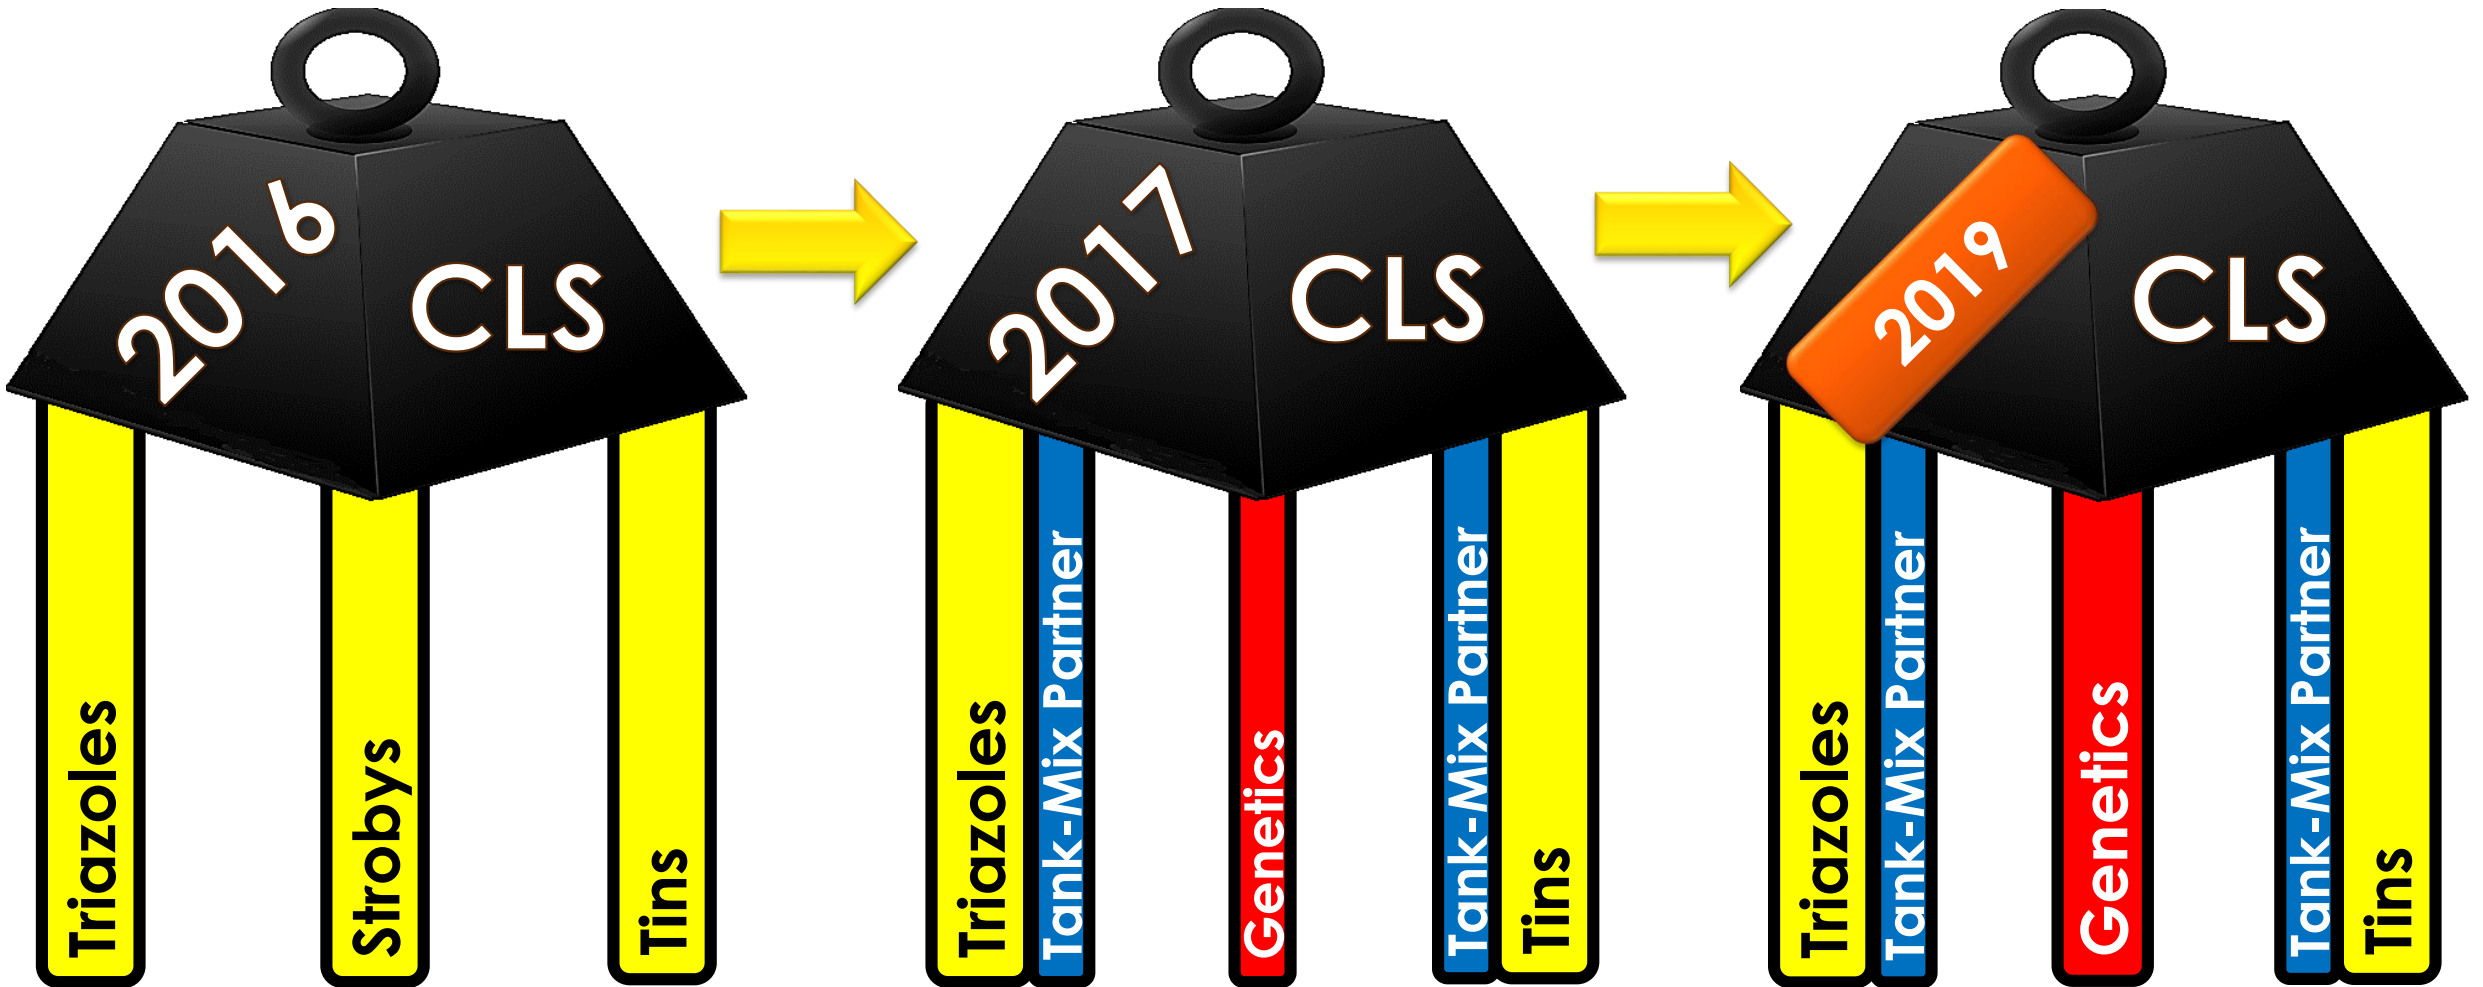 2016
CLS
Triazoles
Strobys
Tins
2017
CLS
Triazoles
Tank-Mix Partner
Genetics
Tank-Mix Partner
Tins
2019
CLS
Triazoles
Tank-Mix Partner
Genetics
Tank-Mix Partner
Tins